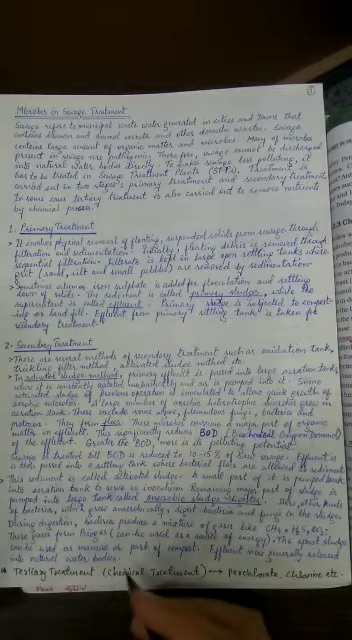 Microbes in Sewage Treatment
Sewage refers to municipal waste water generated in cities and towns that
contains human and animal excreta and other domestic wastes. Sewage
contains large amount of organic matter and microbes. Many of microbes
present in sewage are pathogenic. Therefore, sewage cannot be discharged
into natural water bodies directly. To make sewage less polluting, it
has to be treated in Sewage Treatment Plants (STPs). Treatment is
carried out in two steps: primary treatment and secondary treatment.
In some cases tertiary treatment is also carried out to remove nutrients
by chemical process.
1. Primary Treatment
It involves physical removal of floating, suspended solids from sewage through
filtration and sedimentation. Initially, floating debris is removed through
sequential filtration. Filtrate is kept in large open settling tanks where
grit (sand, silt and small pebbles) are removed by sedimentation
Sometimes alumn iron sulphate is added for flocculation and settling
down of solids. The sediment is called primary sludge, while the
supernatant is called effluent. Primary sludge is subjected to compost-
ing or land fill. Effluent from primary settling tank is taken for
secondary treatment.
2. Secondary Treatment
There are several methods of secondary treatment such as oxidation tank,
trickling filter method, activated sludge method etc
In activated sludge method, primary effluent is passed into large aeration tanks
where it is constantly agitated mechanically and air is pumped into it. Some
activated sludge of previous operation is inoculated to allow quick results of
aerobic microbes. A large number of aerobic heterotrophic microbes grow in
aeration tank. These include some algae, filamentous fungi, bacteria and
protozoa. They form flocs. These microbes consume a major part of organic
matter in effluent. This significantly reduces BOD (Biochemical Oxygen Demand)
of the effluent. Greater the BOD, more is its polluting potential.
Sewage is treated till BOD is reduced to 10-15% of raw sewage. Effluent is
then passed into a settling tank where bacterial flocs are allowed to sediment
This sediment is called activated sludge. A small part of it is pumped back
into aeration tank to serve as inoculum. Remaining major part of sludge is
pumped into large tank called anaerobic sludge digester. Here, other kinds
of bacteria, which grow anaerobically, digest bacteria and fungi in the sludge.
During digestion, bacteria produce a mixture of gases like CH4, H2S, CO2.
These gases form Biogas (can be used as a source of energy). The spent sludge
can be used as manure or part of compost. Effluent now generally released
into natural water bodies.
* Tertiary Treatment (Chemical Treatment) → Perchlorate, Chlorine etc.